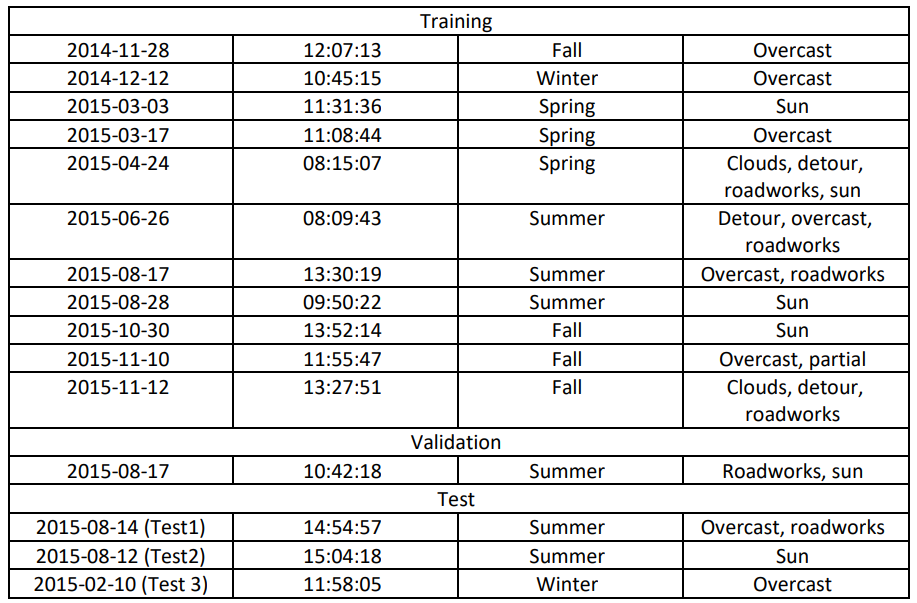 Training
2014-11-28 12:07:13 Fall Overcast
2014-12-12 10:45:15 Winter Overcast
2015-03-03 11:31:36 Spring Sun
2015-03-17 11:08:44 Spring Overcast
2015-04-24 08:15:07 Spring Clouds, detour,
roadworks, sun
2015-06-26 08:09:43 Summer Detour, overcast,
roadworks
2015-08-17 13:30:19 Summer Overcast, roadworks
2015-08-28 09:50:22 Summer Sun
2015-10-30 13:52:14 Fall Sun
2015-11-10 11:55:47 Fall Overcast, partial
2015-11-12 13:27:51 Fall Clouds, detour,
roadworks
Validation
2015-08-17 10:42:18 Summer Roadworks, sun
Test
2015-08-14 (Test1) 14:54:57 Summer Overcast, roadworks
2015-08-12 (Test2) 15:04:18 Summer Sun
2015-02-10 (Test 3) 11:58:05 Winter Overcast